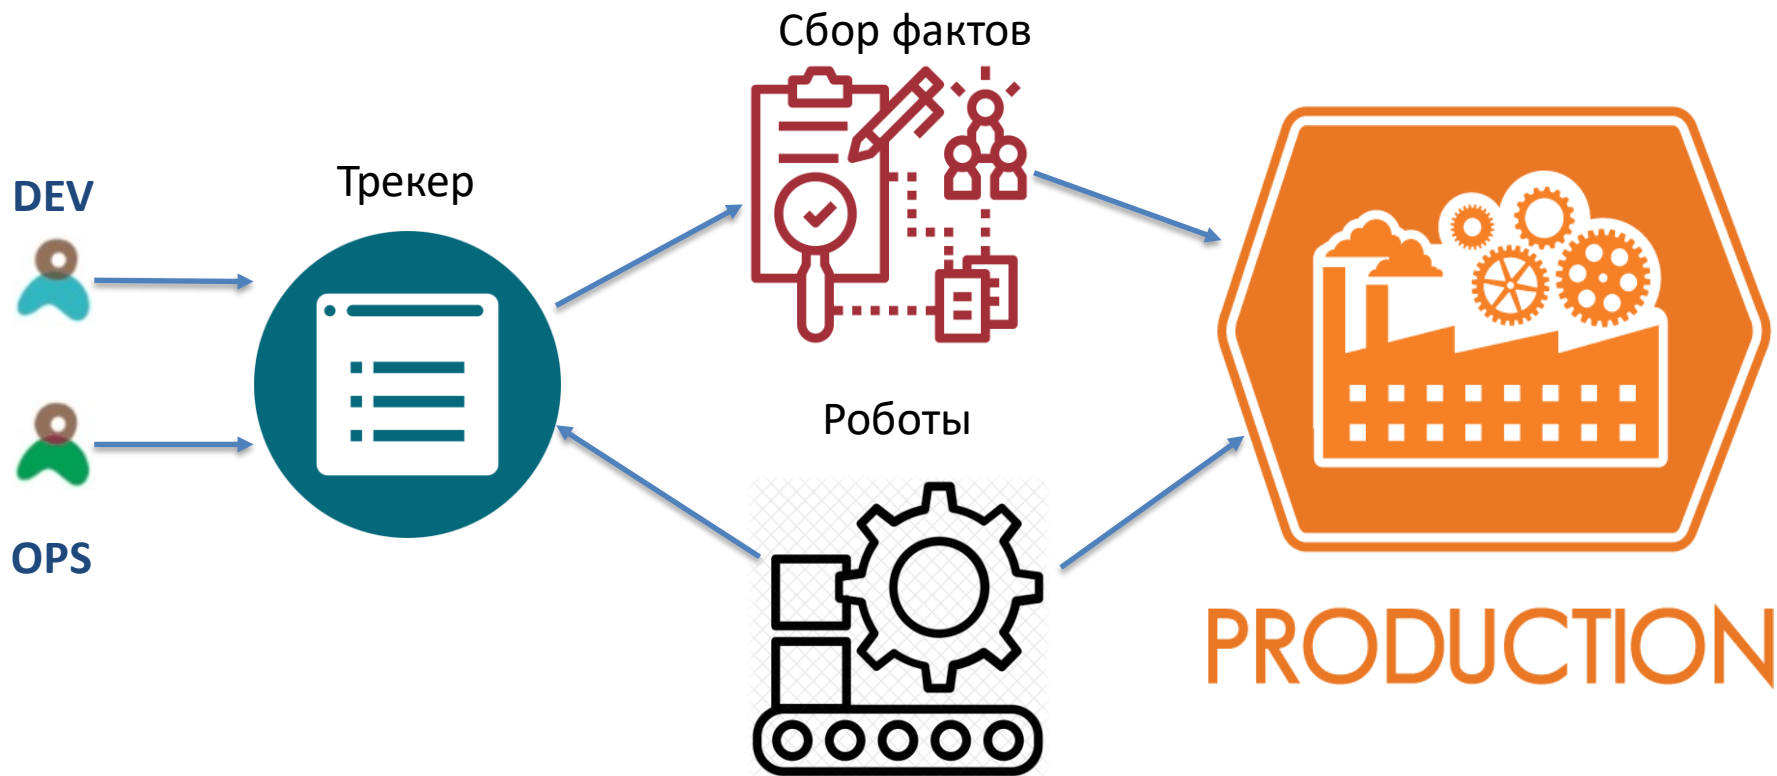 Сбор фактов
DEV
Трекер
Роботы
OPS
PRODUCTION